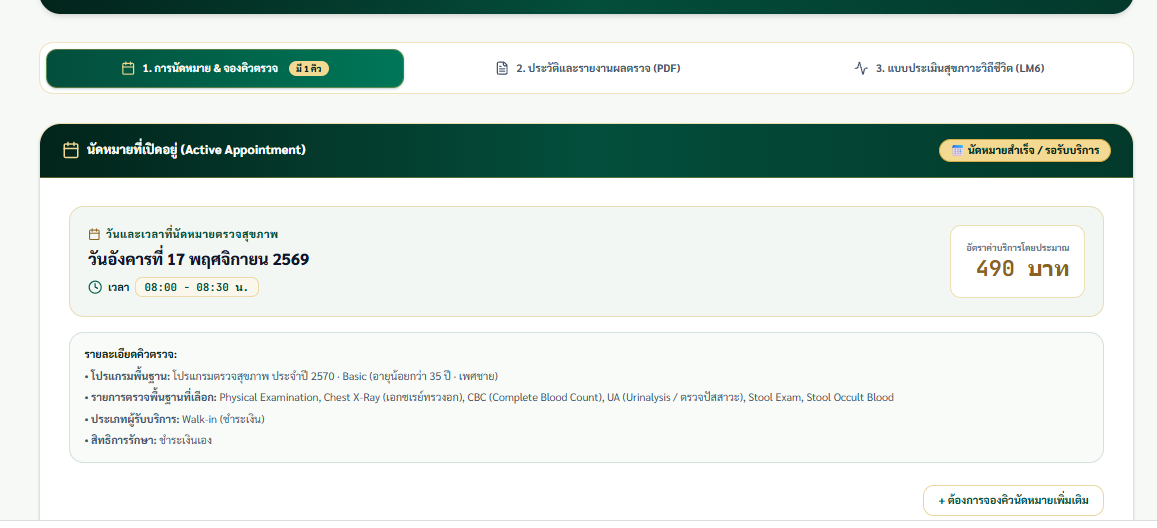 1. การนัดหมาย & จองคิวตรวจ มี 1 คิว
2. ประวัติและรายงานผลตรวจ (PDF)
3. แบบประเมินสุขภาวะวิถีชีวิต (LM6)
นัดหมายที่เปิดอยู่ (Active Appointment)
นัดหมายสำเร็จ / รอรับบริการ
วันและเวลาที่นัดหมายตรวจสุขภาพ
วันอังคารที่ 17 พฤศจิกายน 2569
เวลา 08:00 - 08:30 น.
อัตราค่าบริการโดยประมาณ
490 บาท
รายละเอียดคิวตรวจ:
• โปรแกรมพื้นฐาน: โปรแกรมตรวจสุขภาพ ประจำปี 2570 · Basic (อายุน้อยกว่า 35 ปี · เพศชาย)
• รายการตรวจพื้นฐานที่เลือก: Physical Examination, Chest X-Ray (เอกซเรย์ทรวงอก), CBC (Complete Blood Count), UA (Urinalysis / ตรวจปัสสาวะ), Stool Exam, Stool Occult Blood
• ประเภทผู้รับบริการ: Walk-in (ชำระเงิน)
• สิทธิการรักษา: ชำระเงินเอง
+ ต้องการจองคิวนัดหมายเพิ่มเติม